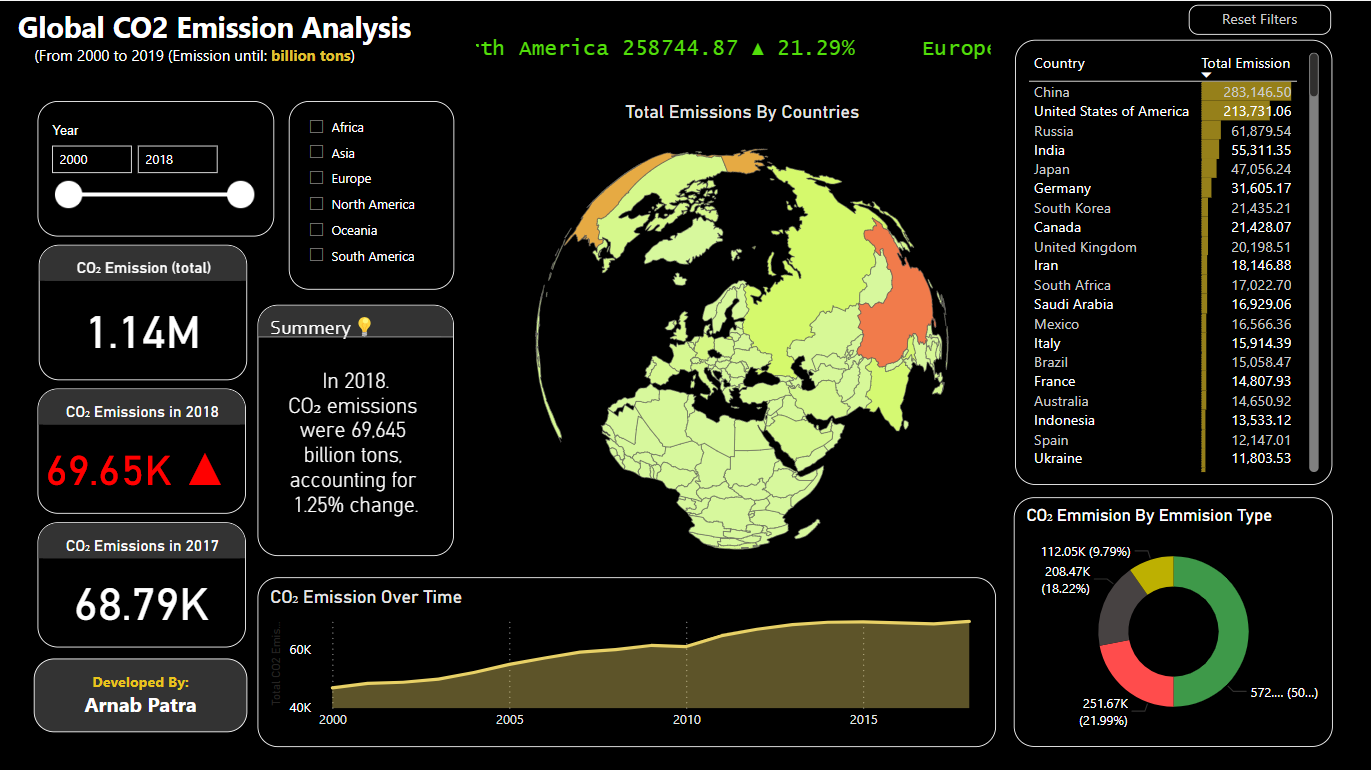 Global CO2 Emission Analysis
(From 2000 to 2019 (Emission until: billion tons)
th America 258744.87 ▲ 21.29% Europe
Reset Filters
Year
2000 2018
Africa
Asia
Europe
North America
Oceania
South America
CO₂ Emission (total)
1.14M
CO₂ Emissions in 2018
69.65K ▲
CO₂ Emissions in 2017
68.79K
Developed By:
Arnab Patra
Summery 💡
In 2018.
CO₂ emissions
were 69,645
billion tons,
accounting for
1.25% change.
Total Emissions By Countries
CO₂ Emission Over Time
Total CO2 Emis...
60K
40K
2000 2005 2010 2015
Country Total Emission
China 283,146.50
United States of America 213,731.06
Russia 61,879.54
India 55,311.35
Japan 47,056.24
Germany 31,605.17
South Korea 21,435.21
Canada 21,428.07
United Kingdom 20,198.51
Iran 18,146.88
South Africa 17,022.70
Saudi Arabia 16,929.06
Mexico 16,566.36
Italy 15,914.39
Brazil 15,058.47
France 14,807.93
Australia 14,650.92
Indonesia 13,533.12
Spain 12,147.01
Ukraine 11,803.53
CO₂ Emmision By Emmision Type
112.05K (9.79%)
208.47K
(18.22%)
251.67K
(21.99%)
572.... (50...)